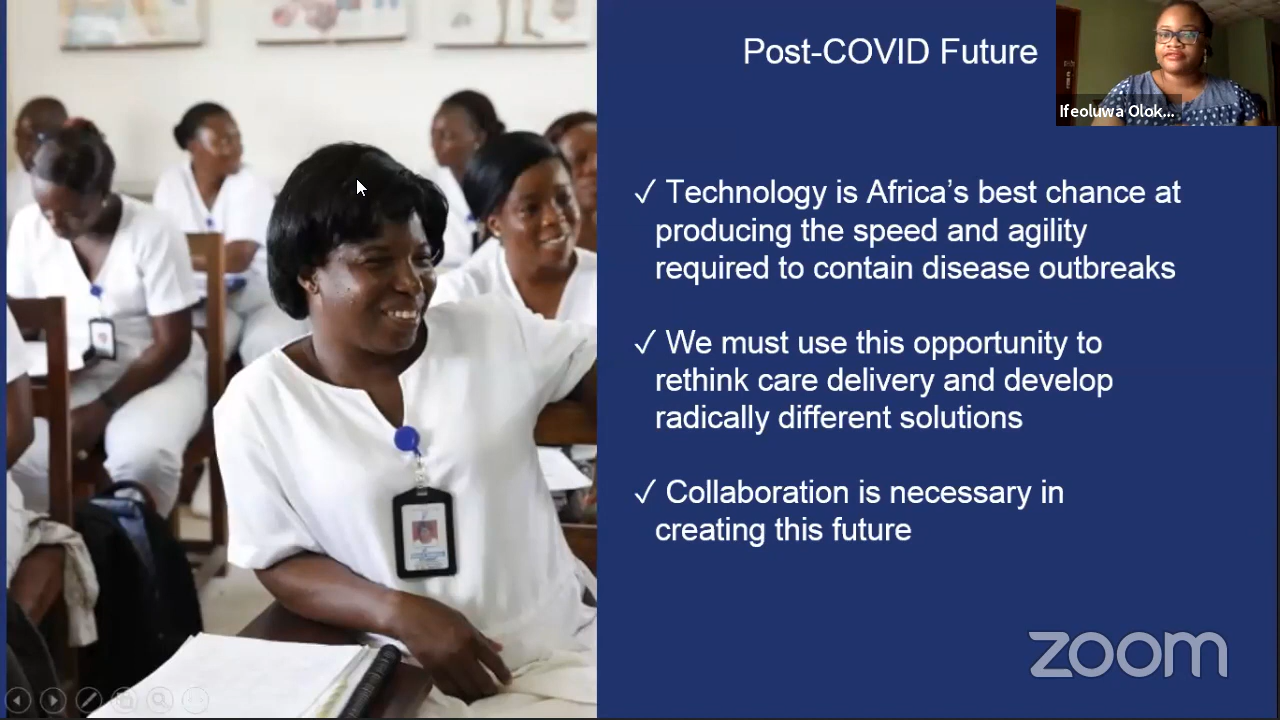 Post-COVID Future
Ifeoluwa Olok...
✓ Technology is Africa’s best chance at
producing the speed and agility
required to contain disease outbreaks
✓ We must use this opportunity to
rethink care delivery and develop
radically different solutions
✓ Collaboration is necessary in
creating this future
zoom